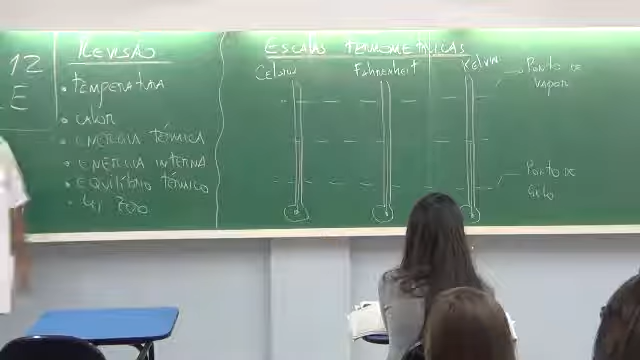 12
E
REVISÃO
• TEMPERATURA
• CALOR
• ENERGIA TÉRMICA
• ENERGIA INTERNA
• EQUILÍBRIO TÉRMICO
• LEI ZERO
ESCALAS TERMOMÉTRICAS
Celsius
Fahrenheit
Kelvin
PONTO DE
VAPOR
PONTO DE
GELO